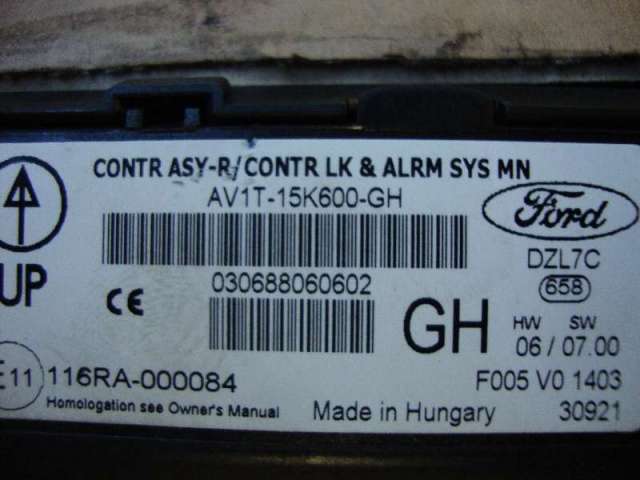 CONTR ASY-R/CONTR LK & ALRM SYS MN
AV1T-15K600-GH
Ford
DZL7C
UP
030688060602
658
CE
GH
HW SW
06 / 07.00
E11 116RA-000084
F005 V0 1403
Homologation see Owner's Manual
Made in Hungary
30921